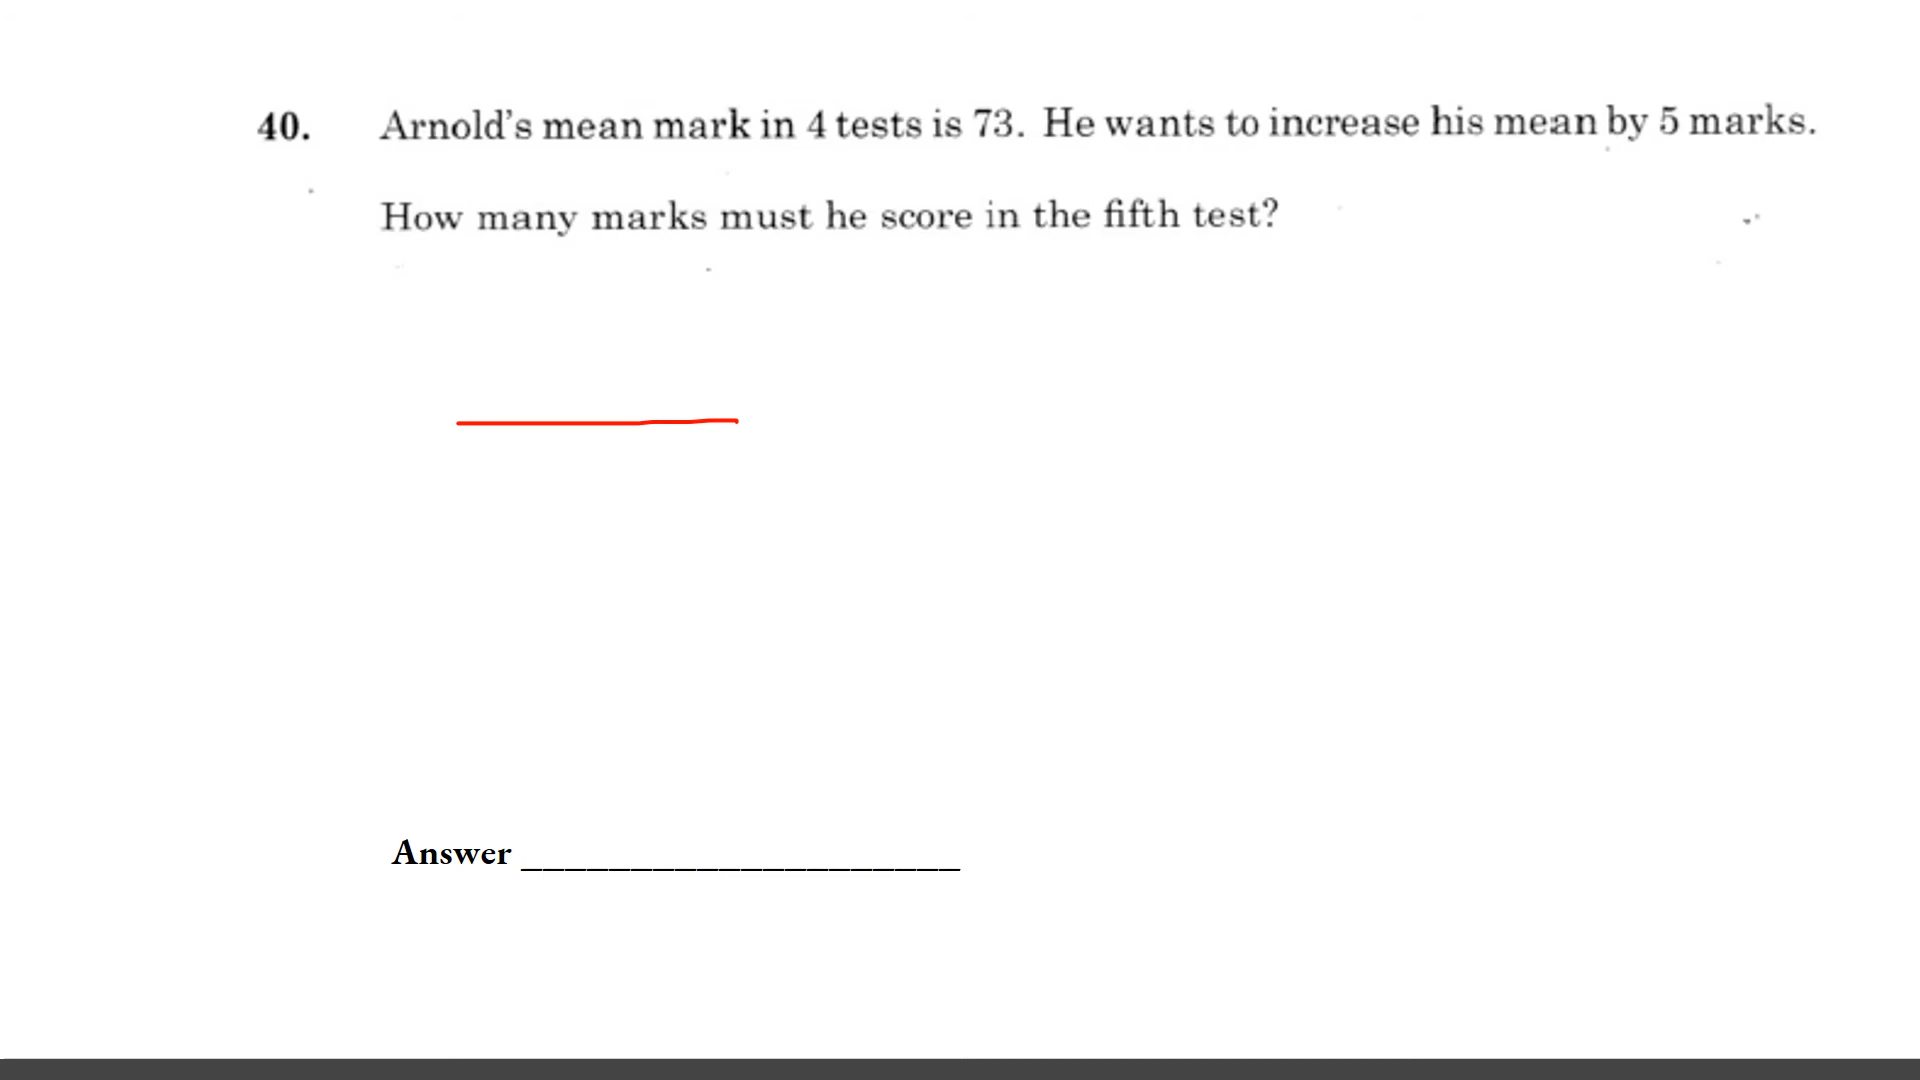 40. Arnold's mean mark in 4 tests is 73. He wants to increase his mean by 5 marks.
How many marks must he score in the fifth test?
Answer ____________________